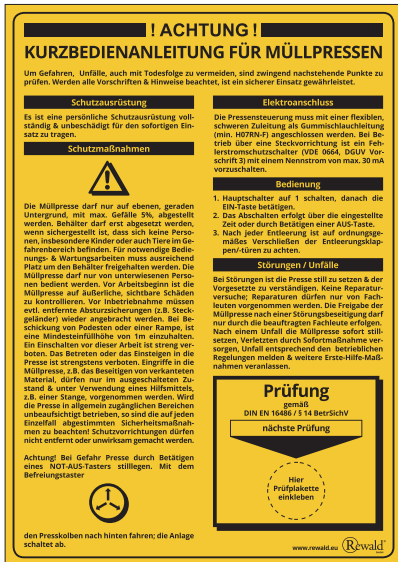 ! ACHTUNG !
KURZBEDIENANLEITUNG FÜR MÜLLPRESSEN
Um Gefahren, Unfälle, auch mit Todesfolge zu vermeiden, sind zwingend nachstehende Punkte zu
prüfen. Werden alle Vorschriften & Hinweise beachtet, ist ein sicherer Einsatz gewährleistet.
Schutzausrüstung
Es ist eine persönliche Schutzausrüstung voll-
ständig & unbeschädigt für den sofortigen Ein-
satz zu tragen.
Schutzmaßnahmen
Die Müllpresse darf nur auf ebenen, geraden
Untergrund, mit max. Gefälle 5%, abgestellt
werden. Behälter darf erst abgesetzt werden,
wenn sichergestellt ist, dass sich keine Perso-
nen, insbesondere Kinder oder auch Tiere im Ge-
fahrenbereich befinden. Für notwendige Bedie-
nungs- & Wartungsarbeiten muss ausreichend
Platz um den Behälter freigehalten werden. Die
Müllpresse darf nur von unterwiesenen Perso-
nen bedient werden. Vor Arbeitsbeginn ist die
Müllpresse auf äußerliche, sichtbare Schäden
zu kontrollieren. Vor Inbetriebnahme müssen
evtl. entfernte Absturzsicherungen (z.B. Steck-
geländer) wieder angebracht werden. Bei Be-
schickung von Podesten oder einer Rampe, ist
eine Mindesteinfüllhöhe von 1m einzuhalten.
Ein Einschalten vor dieser Arbeit ist streng ver-
boten. Das Betreten oder das Einsteigen in die
Presse ist strengstens verboten. Eingriffe in die
Müllpresse, z.B. das Beseitigen von verkanteten
Material, dürfen nur im ausgeschalteten Zu-
stand & unter Verwendung eines Hilfsmittels,
z.B. einer Stange, vorgenommen werden. Wird
die Presse in allgemein zugänglichen Bereichen
unbeaufsichtigt betrieben, so sind die auf jeden
Einzelfall abgestimmten Sicherheitsmaßnah-
men zu beachten! Schutzvorrichtungen dürfen
nicht entfernt oder unwirksam gemacht werden.
Achtung! Bei Gefahr Presse durch Betätigen
eines NOT-AUS-Tasters stilllegen. Mit dem
Befreiungstaster
den Presskolben nach hinten fahren; die Anlage
schaltet ab.
Elektroanschluss
Die Pressensteuerung muss mit einer flexiblen,
schweren Zuleitung als Gummischlauchleitung
(min. H07RN-F) angeschlossen werden. Bei Be-
trieb über eine Steckvorrichtung ist ein Feh-
lerstromschutzschalter (VDE 0664, DGUV Vor-
schrift 3) mit einem Nennstrom von max. 30 mA
vorzuschalten.
Bedienung
1. Hauptschalter auf 1 schalten, danach die
EIN-Taste betätigen.
2. Das Abschalten erfolgt über die eingestellte
Zeit oder durch Betätigen einer AUS-Taste.
3. Nach jeder Entleerung ist auf ordnungsge-
mäßes Verschließen der Entleerungsklap-
pen/-türen zu achten.
Störungen / Unfälle
Bei Störungen ist die Presse still zu setzen & der
Vorgesetzte zu verständigen. Keine Reparatur-
versuche; Reparaturen dürfen nur von Fach-
leuten vorgenommen werden. Die Freigabe der
Müllpresse nach einer Störungsbeseitigung darf
nur durch die beauftragten Fachleute erfolgen.
Nach einem Unfall die Müllpresse sofort still-
setzen, Verletzten durch Sofortmaßnahme ver-
sorgen, Unfall entsprechend den betrieblichen
Regelungen melden & weitere Erste-Hilfe-Maß-
nahmen veranlassen.
Prüfung
gemäß
DIN EN 16486 / § 14 BetrSichV
nächste Prüfung
Hier
Prüfplakette
einkleben
www.rewald.eu
Rewald